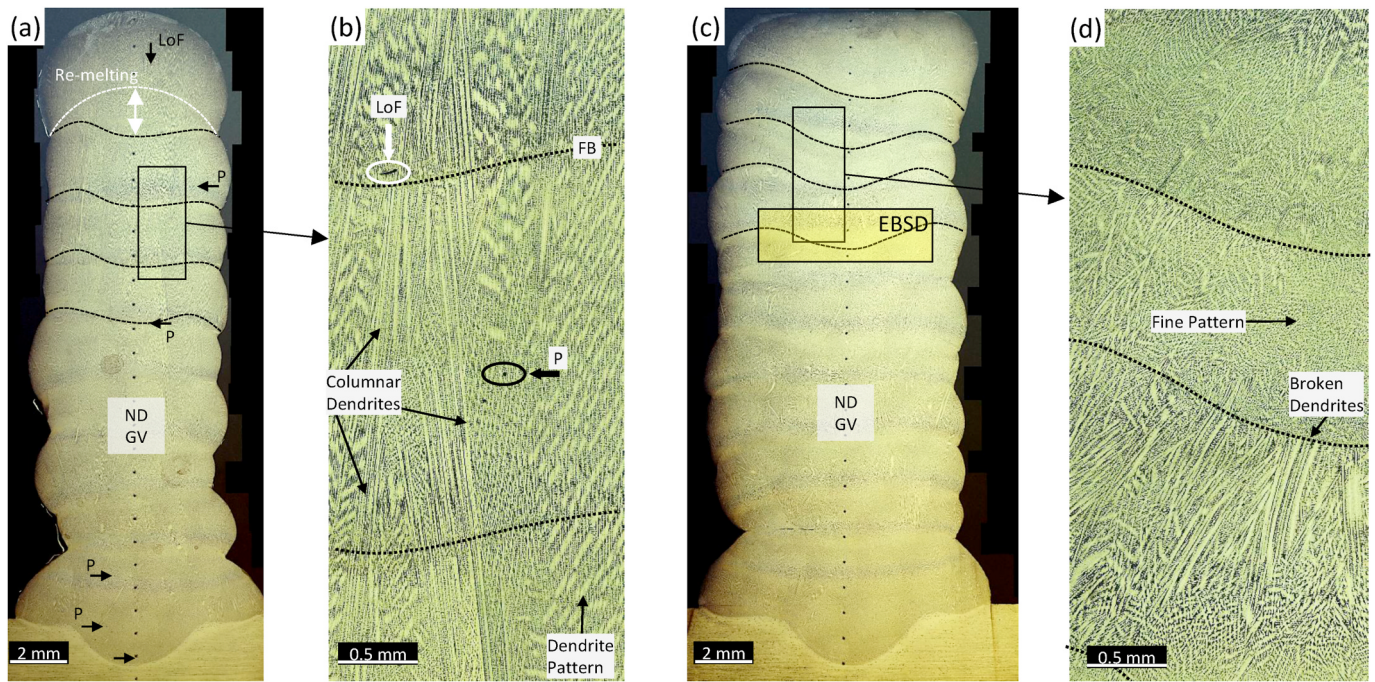 (a)
LoF
Re-melting
P
P
ND
GV
P
P
2 mm
(b)
LoF
FB
P
Columnar
Dendrites
Dendrite
Pattern
0.5 mm
(c)
EBSD
ND
GV
2 mm
(d)
Fine Pattern
Broken
Dendrites
0.5 mm